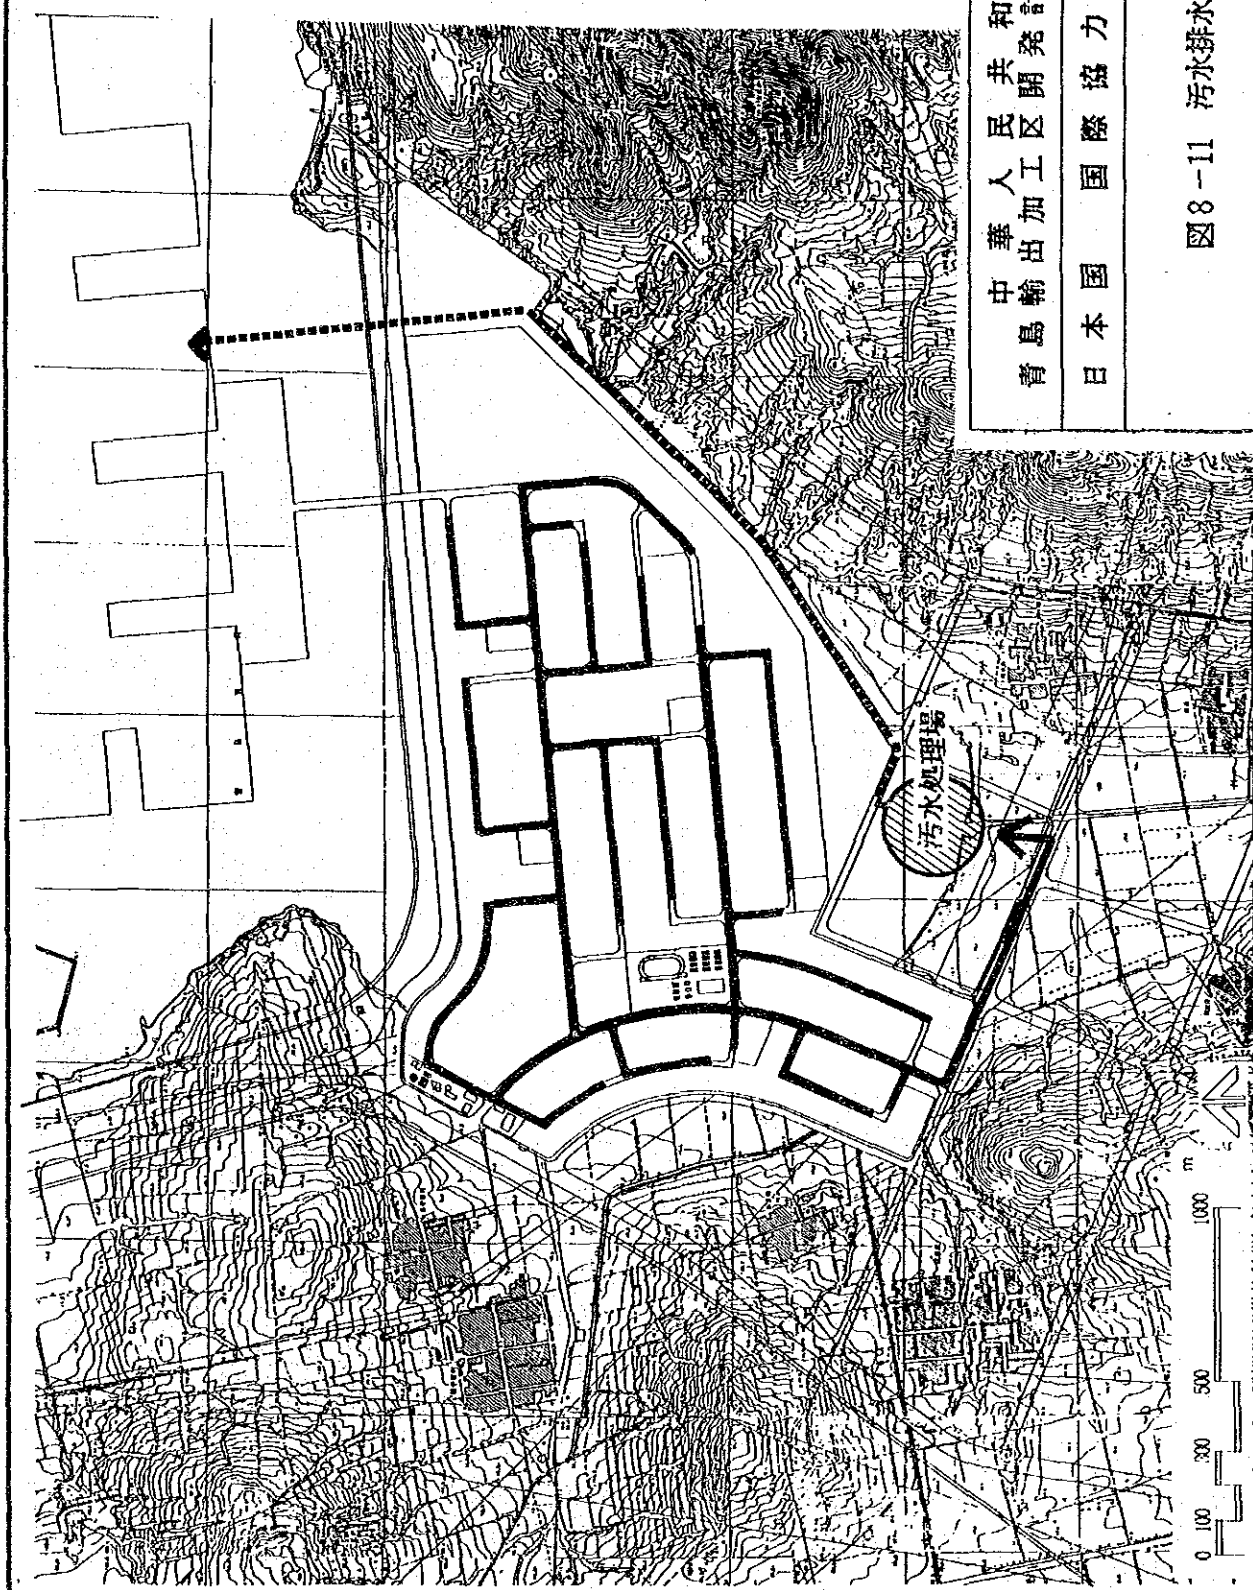 汚水処理場
中華人民共和
青島輸出加工区開発計
日本国 国際協力
図8-11 汚水排水
0 100 300 500 1000 m